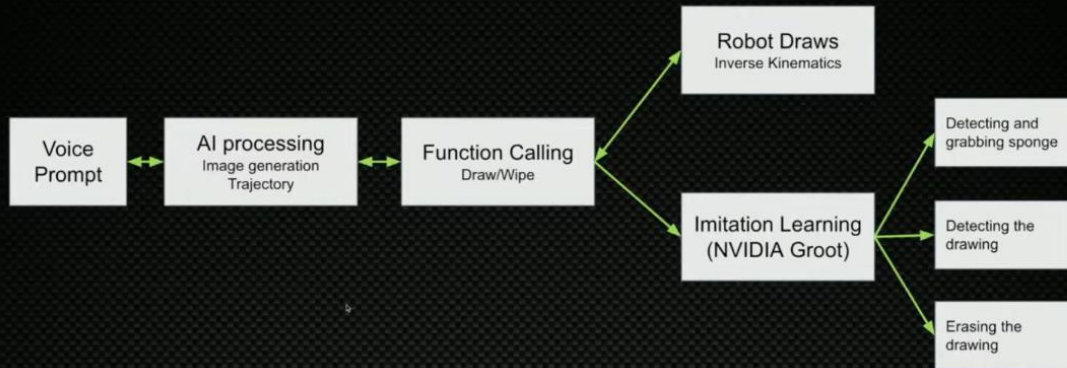 Voice
Prompt
AI processing
Image generation
Trajectory
Function Calling
Draw/Wipe
Robot Draws
Inverse Kinematics
Imitation Learning
(NVIDIA Groot)
Detecting and
grabbing sponge
Detecting the
drawing
Erasing the
drawing